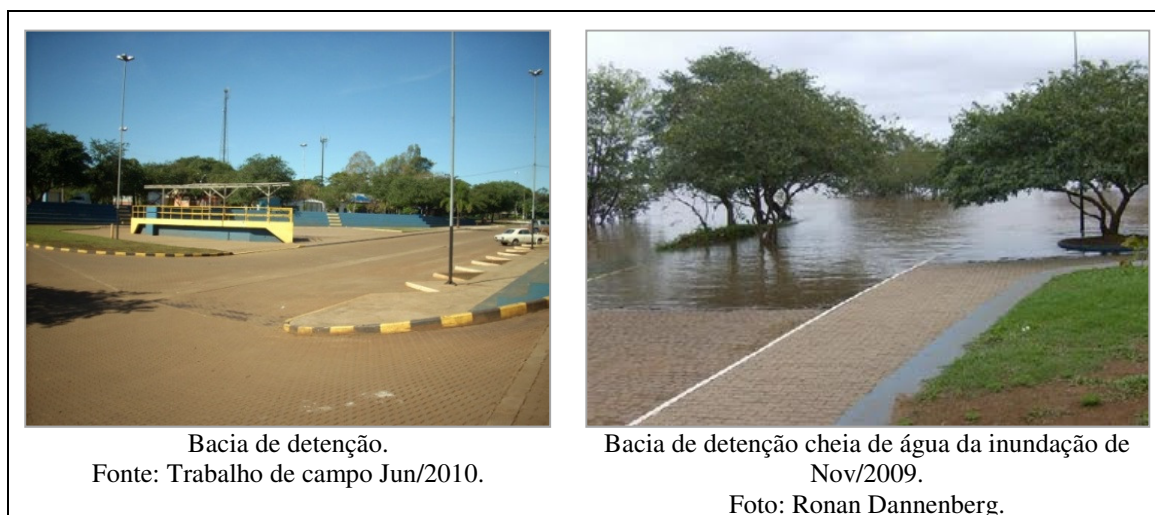 Bacia de detenção.
Fonte: Trabalho de campo Jun/2010.
Bacia de detenção cheia de água da inundação de
Nov/2009.
Foto: Ronan Dannenberg.